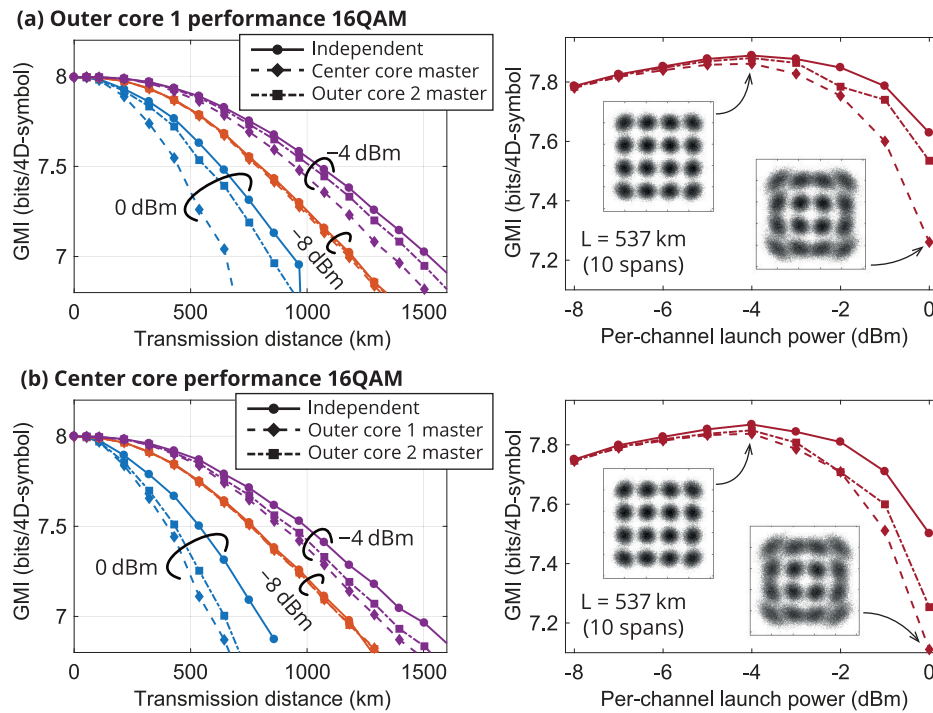 (a) Outer core 1 performance 16QAM
Independent
Center core master
Outer core 2 master
8
7.5
7
GMI (bits/4D-symbol)
−4 dBm
0 dBm
−8 dBm
0
500
1000
1500
Transmission distance (km)
7.8
7.6
7.4
7.2
GMI (bits/4D-symbol)
L = 537 km
(10 spans)
-8
-6
-4
-2
0
Per-channel launch power (dBm)
(b) Center core performance 16QAM
Independent
Outer core 1 master
Outer core 2 master
8
7.5
7
GMI (bits/4D-symbol)
−4 dBm
0 dBm
−8 dBm
0
500
1000
1500
Transmission distance (km)
7.8
7.6
7.4
7.2
GMI (bits/4D-symbol)
L = 537 km
(10 spans)
-8
-6
-4
-2
0
Per-channel launch power (dBm)